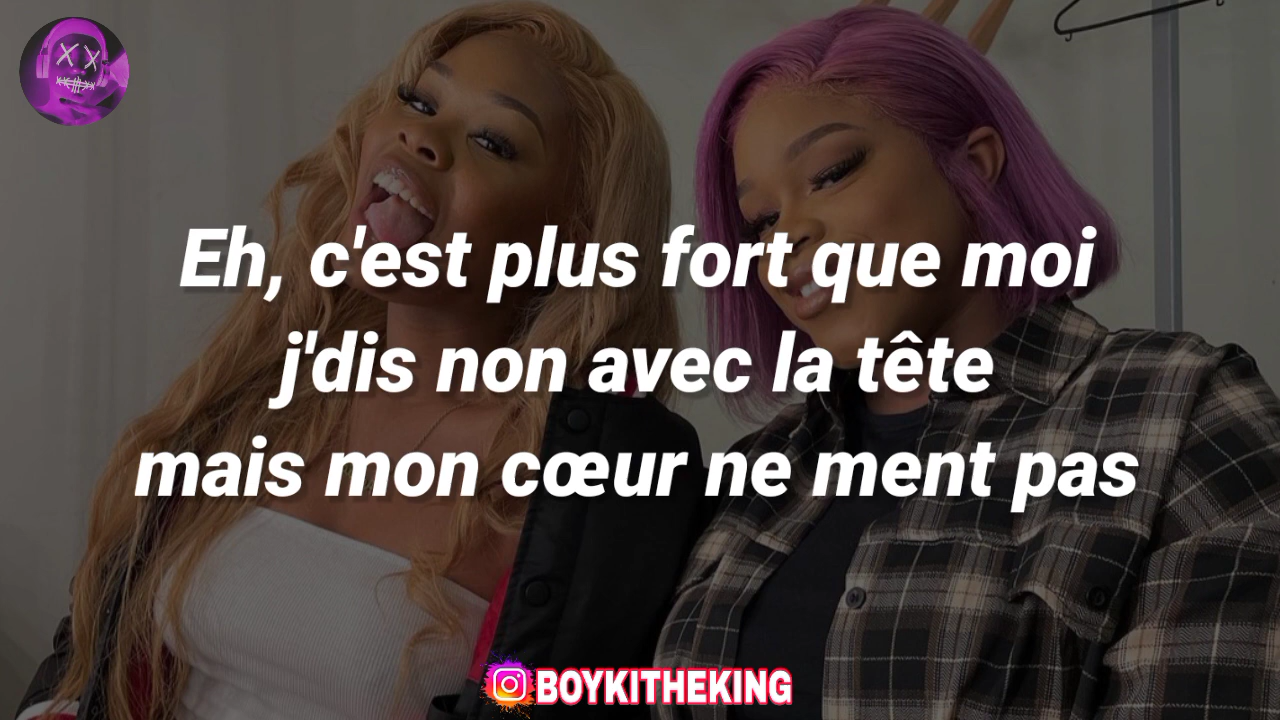 Eh, c'est plus fort que moi
j'dis non avec la tête
mais mon cœur ne ment pas
BOYKITHEKING